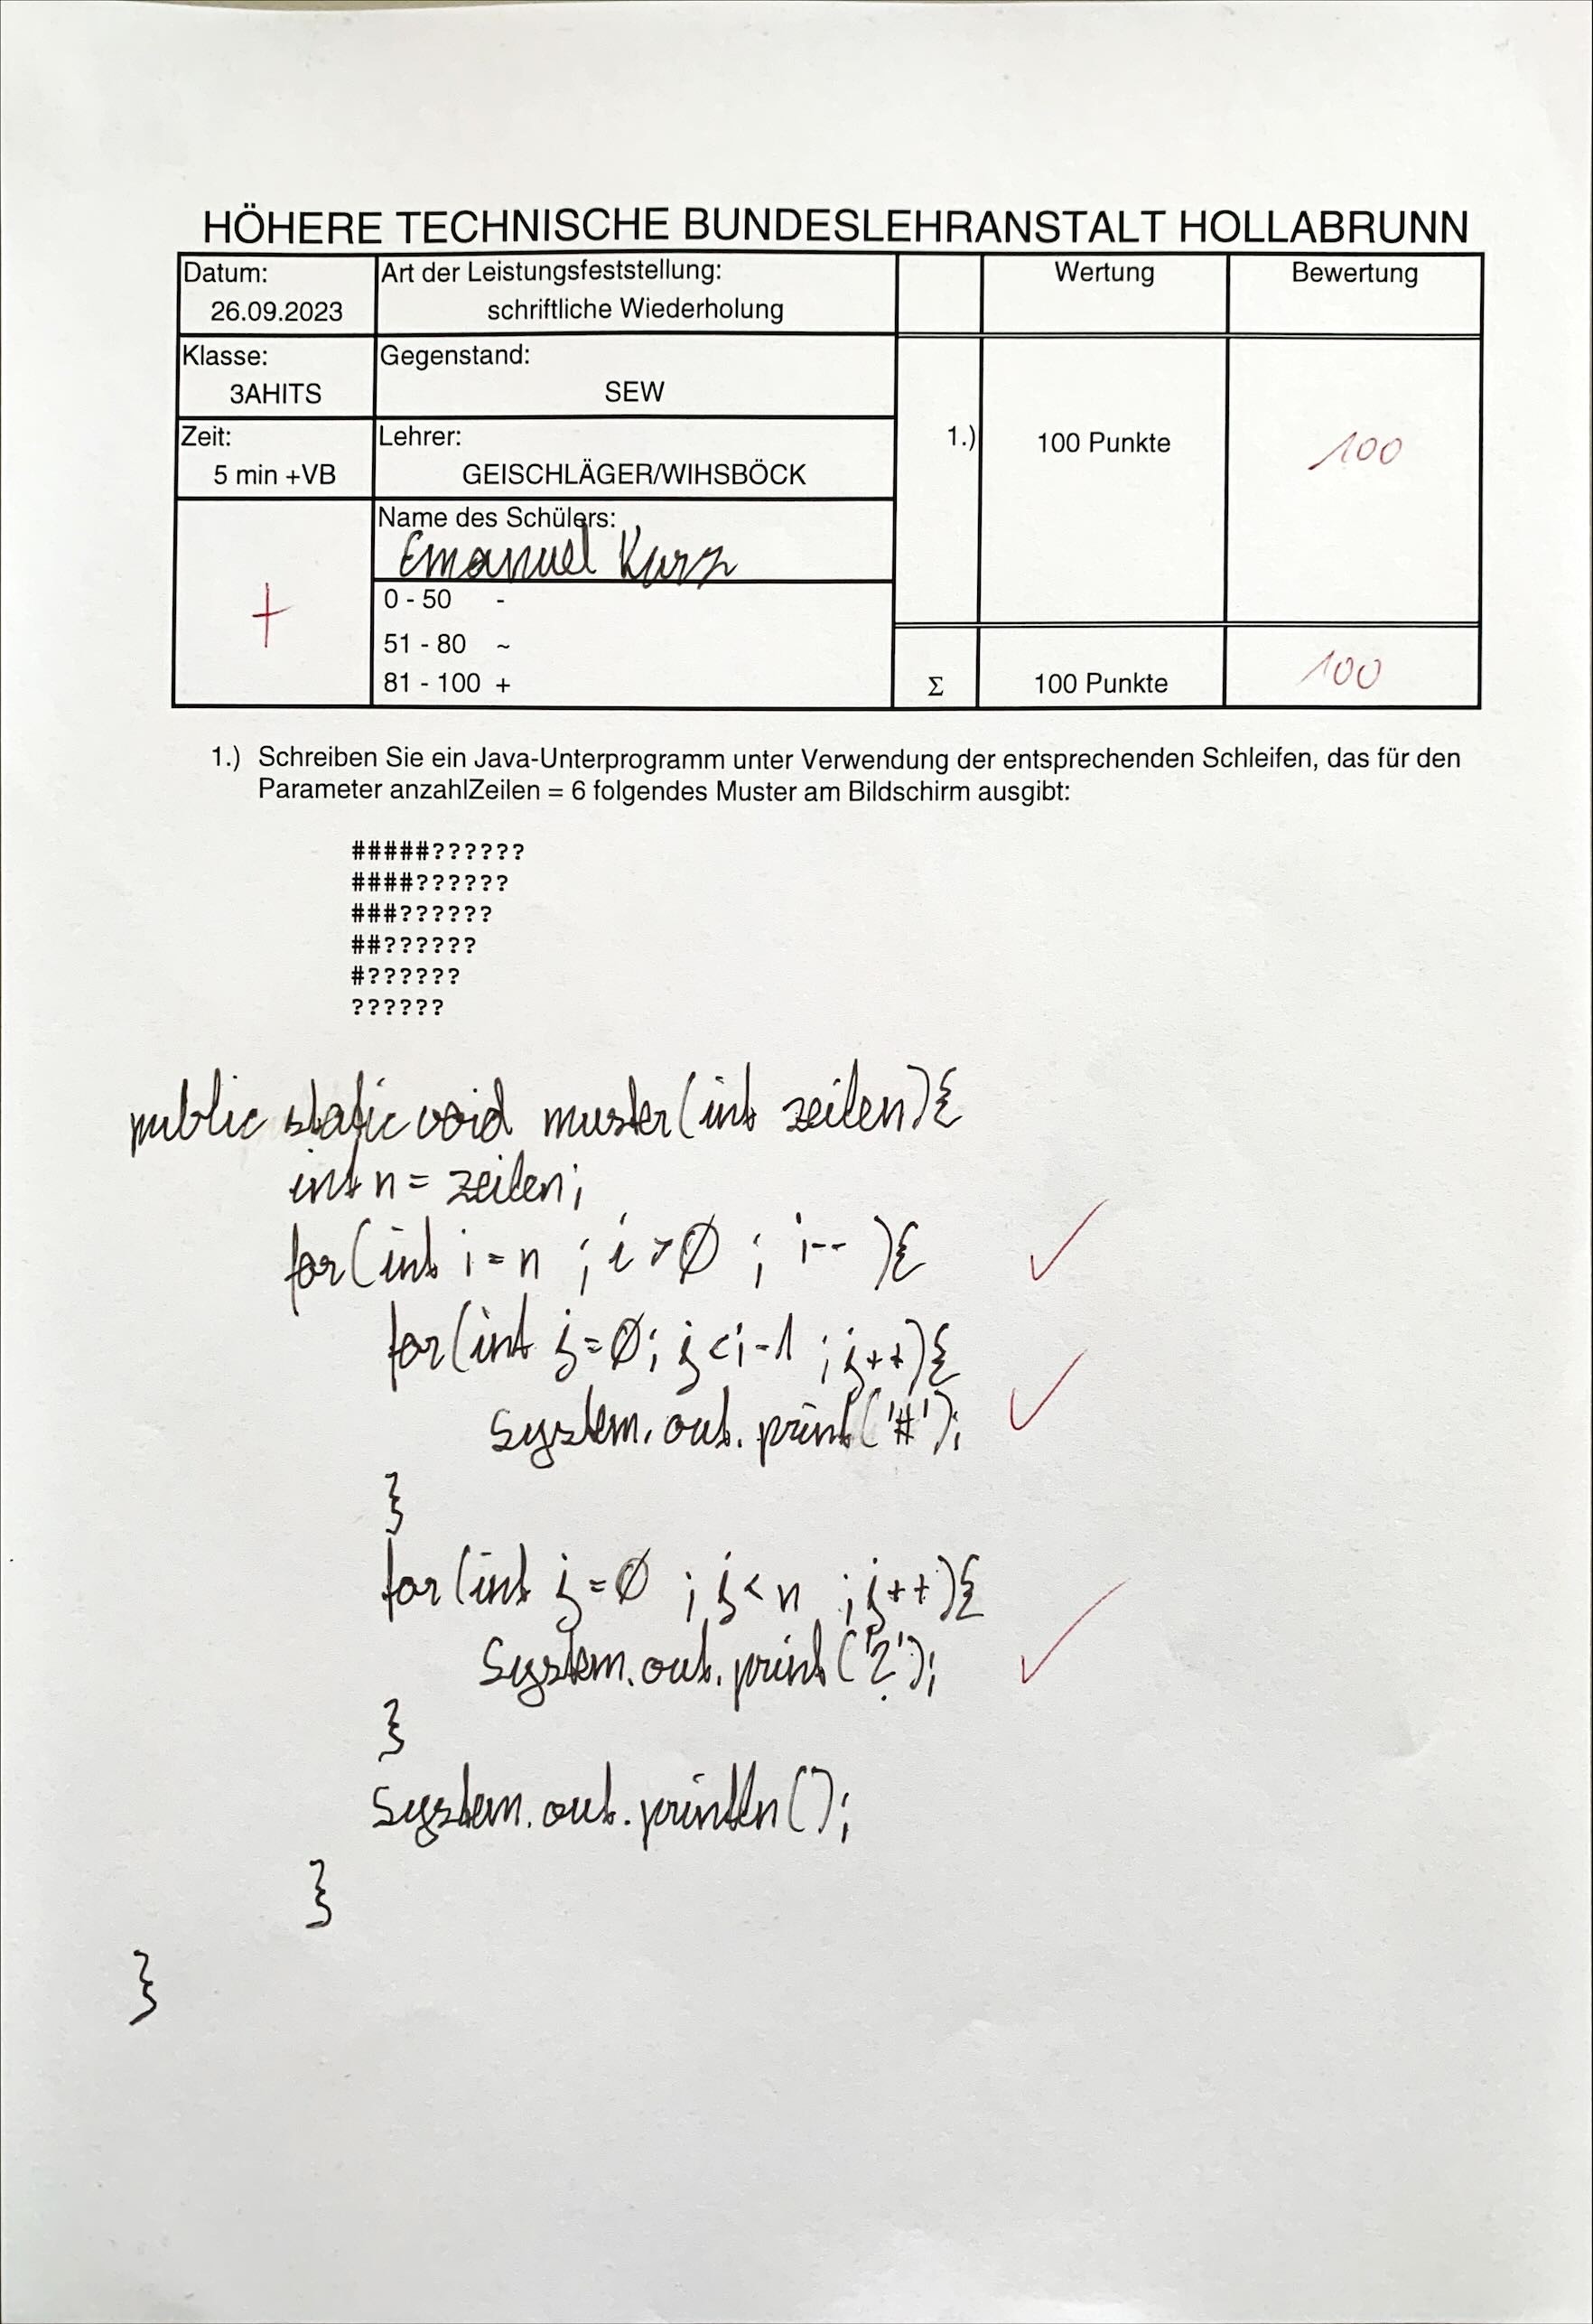 HÖHERE TECHNISCHE BUNDESLEHRANSTALT HOLLABRUNN
Datum:
26.09.2023
Art der Leistungsfeststellung:
schriftliche Wiederholung
Wertung
Bewertung
Klasse:
3AHITS
Gegenstand:
SEW
Zeit:
5 min +VB
Lehrer:
GEISCHLÄGER/WIHSBÖCK
1.)
100 Punkte
100
Name des Schülers:
Emanuel Kurz
+
0 - 50 -
51 - 80 ~
81 - 100 +
Σ
100 Punkte
100
1.) Schreiben Sie ein Java-Unterprogramm unter Verwendung der entsprechenden Schleifen, das für den
Parameter anzahlZeilen = 6 folgendes Muster am Bildschirm ausgibt:
#####??????
####??????
###??????
##??????
#??????
??????
public static void muster(int zeilen){
int n = zeilen;
for(int i = n ; i > 0 ; i-- ){
for(int j = 0; j < i-1 ; j++){
System.out.print('#');
}
for(int j = 0 ; j < n ; j++){
System.out.print('?');
}
System.out.println();
}
}